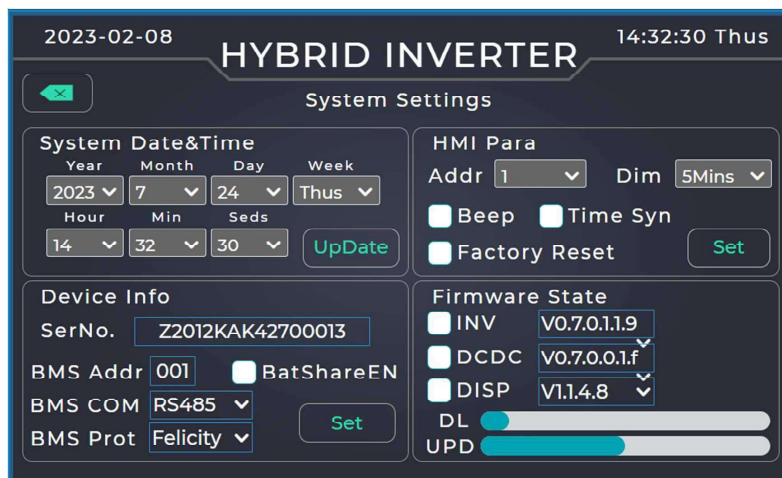 2023-02-08
HYBRID INVERTER
14:32:30 Thus
System Settings
System Date&Time
Year Month Day Week
2023 7 24 Thus
Hour Min Seds
14 32 30 UpDate
HMI Para
Addr 1 Dim 5Mins
Beep Time Syn
Factory Reset Set
Device Info
SerNo. Z2012KAK42700013
BMS Addr 001 BatShareEN
BMS COM RS485
BMS Prot Felicity Set
Firmware State
INV V0.7.0.1.1.9
DCDC V0.7.0.0.1.f
DISP V1.1.4.8
DL
UPD